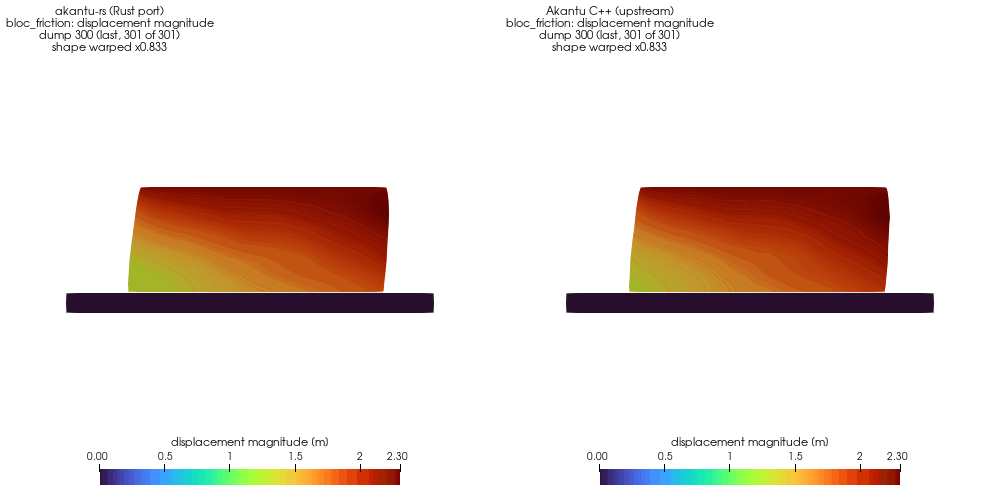 akantu-rs (Rust port)
bloc_friction: displacement magnitude
dump 300 (last, 301 of 301)
shape warped x0.833
Akantu C++ (upstream)
bloc_friction: displacement magnitude
dump 300 (last, 301 of 301)
shape warped x0.833
displacement magnitude (m)
0.00 0.5 1 1.5 2 2.30
displacement magnitude (m)
0.00 0.5 1 1.5 2 2.30